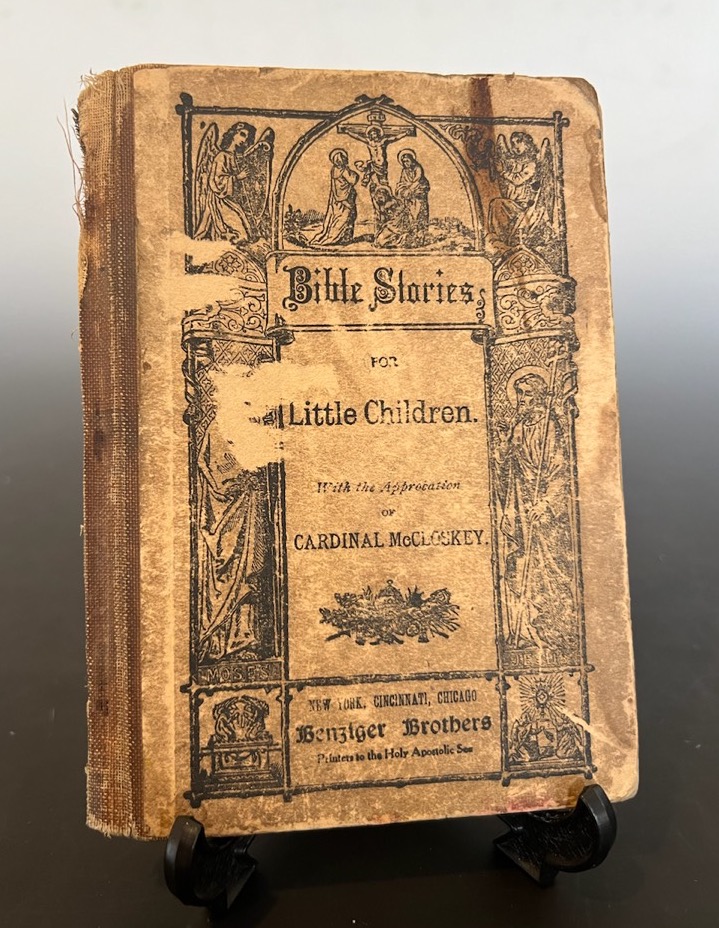 Bible Stories
FOR
Little Children.
With the Approbation
OF
CARDINAL McCLOSKEY.
MOSES
NEW YORK, CINCINNATI, CHICAGO
Benziger Brothers
Printers to the Holy Apostolic See